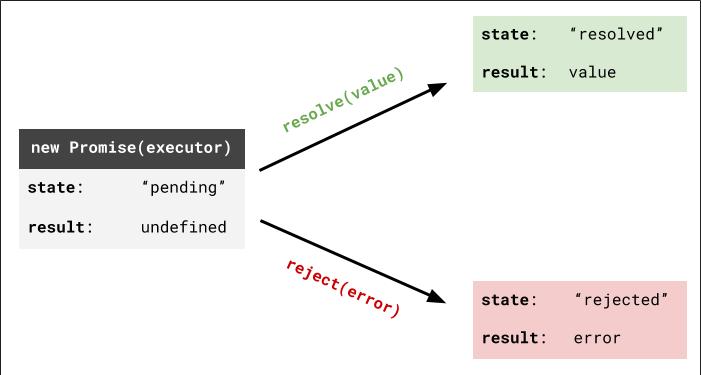 state: “resolved”
result: value
resolve(value)
new Promise(executor)
state: “pending”
result: undefined
reject(error)
state: “rejected”
result: error